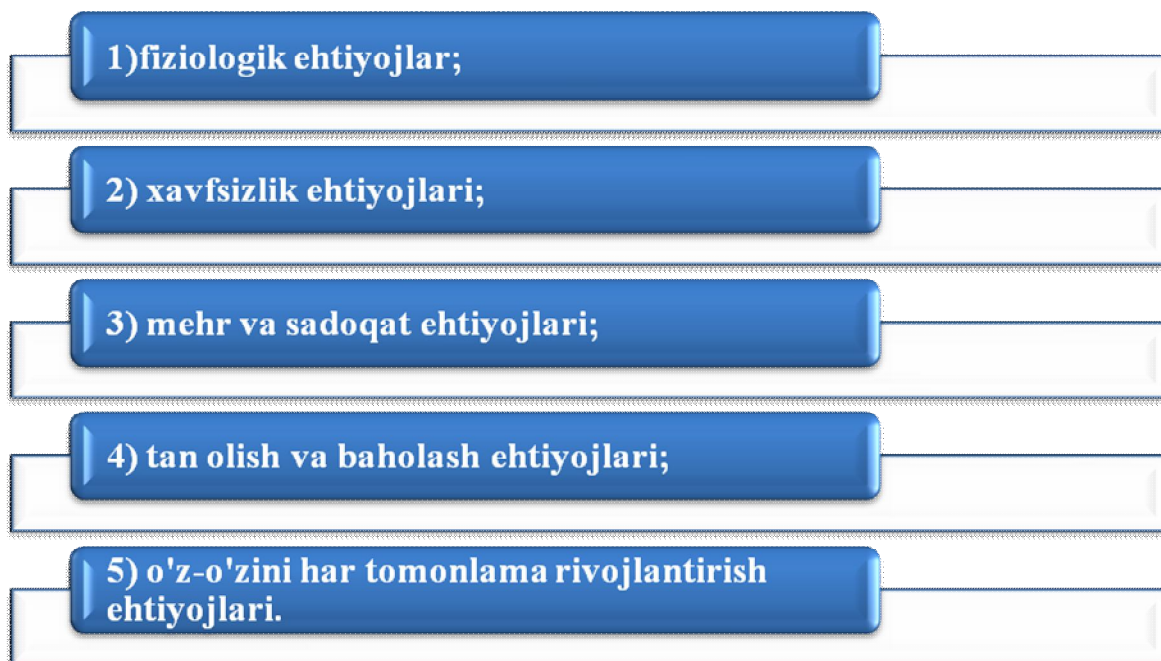 1)fiziologik ehtiyojlar;
2) xavfsizlik ehtiyojlari;
3) mehr va sadoqat ehtiyojlari;
4) tan olish va baholash ehtiyojlari;
5) o'z-o'zini har tomonlama rivojlantirish
ehtiyojlari.